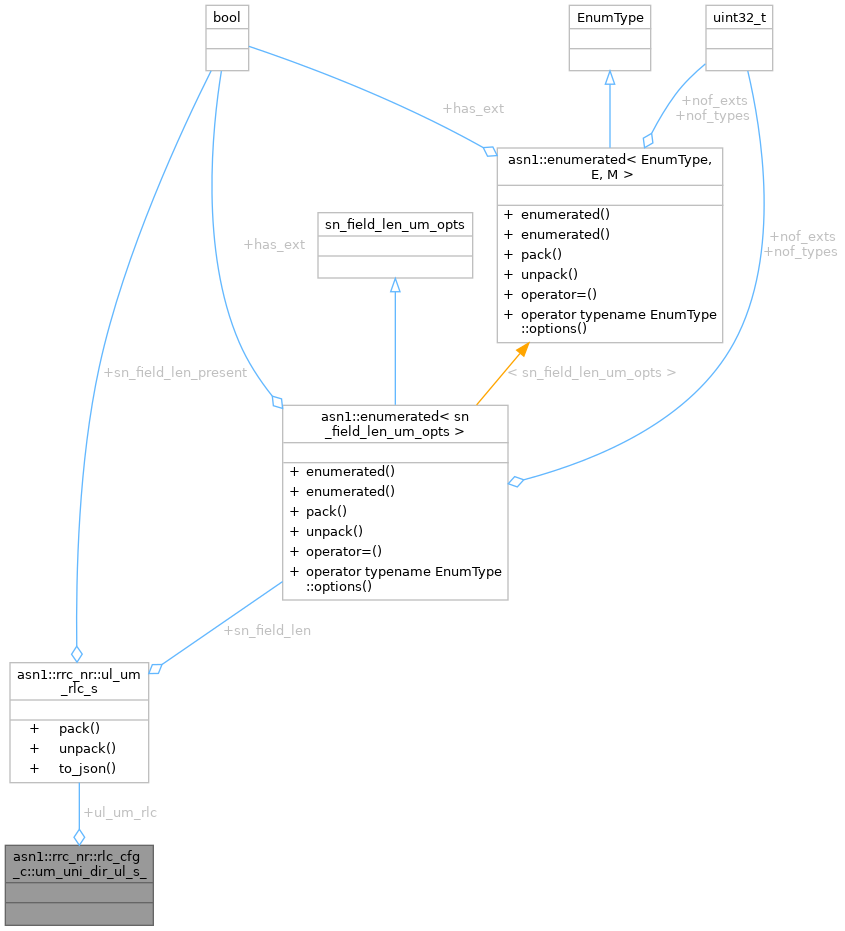 bool
EnumType
uint32_t
+has_ext
+nof_exts
+nof_types
asn1::enumerated< EnumType,
E, M >
+ enumerated()
+ enumerated()
+ pack()
+ unpack()
+ operator=()
+ operator typename EnumType
::options()
sn_field_len_um_opts
+has_ext
+nof_exts
+nof_types
+sn_field_len_present
< sn_field_len_um_opts >
asn1::enumerated< sn
_field_len_um_opts >
+ enumerated()
+ enumerated()
+ pack()
+ unpack()
+ operator=()
+ operator typename EnumType
::options()
+sn_field_len
asn1::rrc_nr::ul_um
_rlc_s
+ pack()
+ unpack()
+ to_json()
+ul_um_rlc
asn1::rrc_nr::rlc_cfg
_c::um_uni_dir_ul_s_